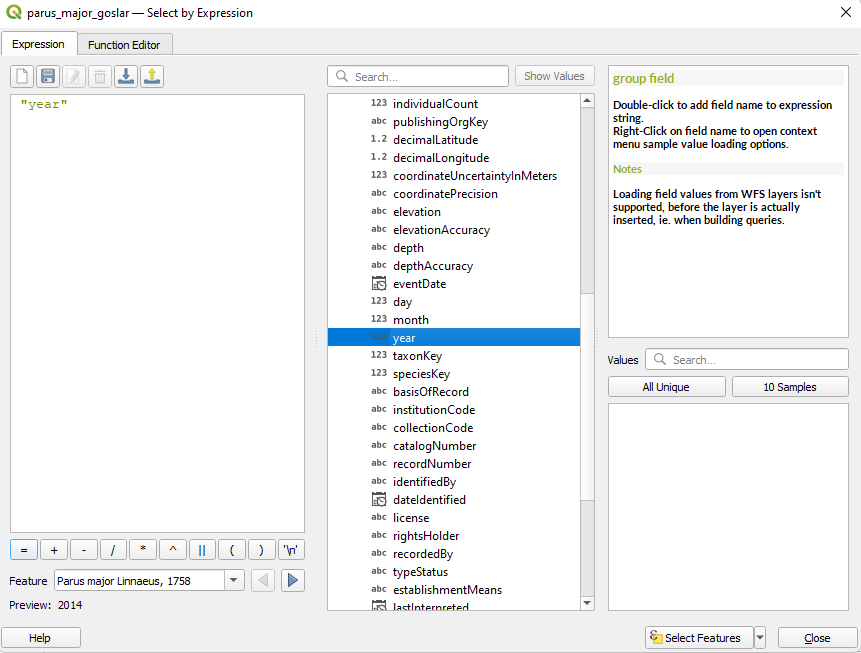 parus_major_goslar — Select by Expression
Expression
Function Editor
"year"
= + - / * ^ || ( ) '\n'
Feature Parus major Linnaeus, 1758
Preview: 2014
Search...
Show Values
123 individualCount
abc publishingOrgKey
1.2 decimalLatitude
1.2 decimalLongitude
123 coordinateUncertaintyInMeters
abc coordinatePrecision
abc elevation
abc elevationAccuracy
abc depth
abc depthAccuracy
eventDate
123 day
123 month
123 year
123 taxonKey
123 speciesKey
abc basisOfRecord
abc institutionCode
abc collectionCode
abc catalogNumber
abc recordNumber
abc identifiedBy
dateIdentified
abc license
abc rightsHolder
abc recordedBy
abc typeStatus
abc establishmentMeans
lastInterpreted
group field
Double-click to add field name to expression
string.
Right-Click on field name to open context
menu sample value loading options.
Notes
Loading field values from WFS layers isn't
supported, before the layer is actually
inserted, ie. when building queries.
Values Search...
All Unique
10 Samples
Help
Select Features
Close